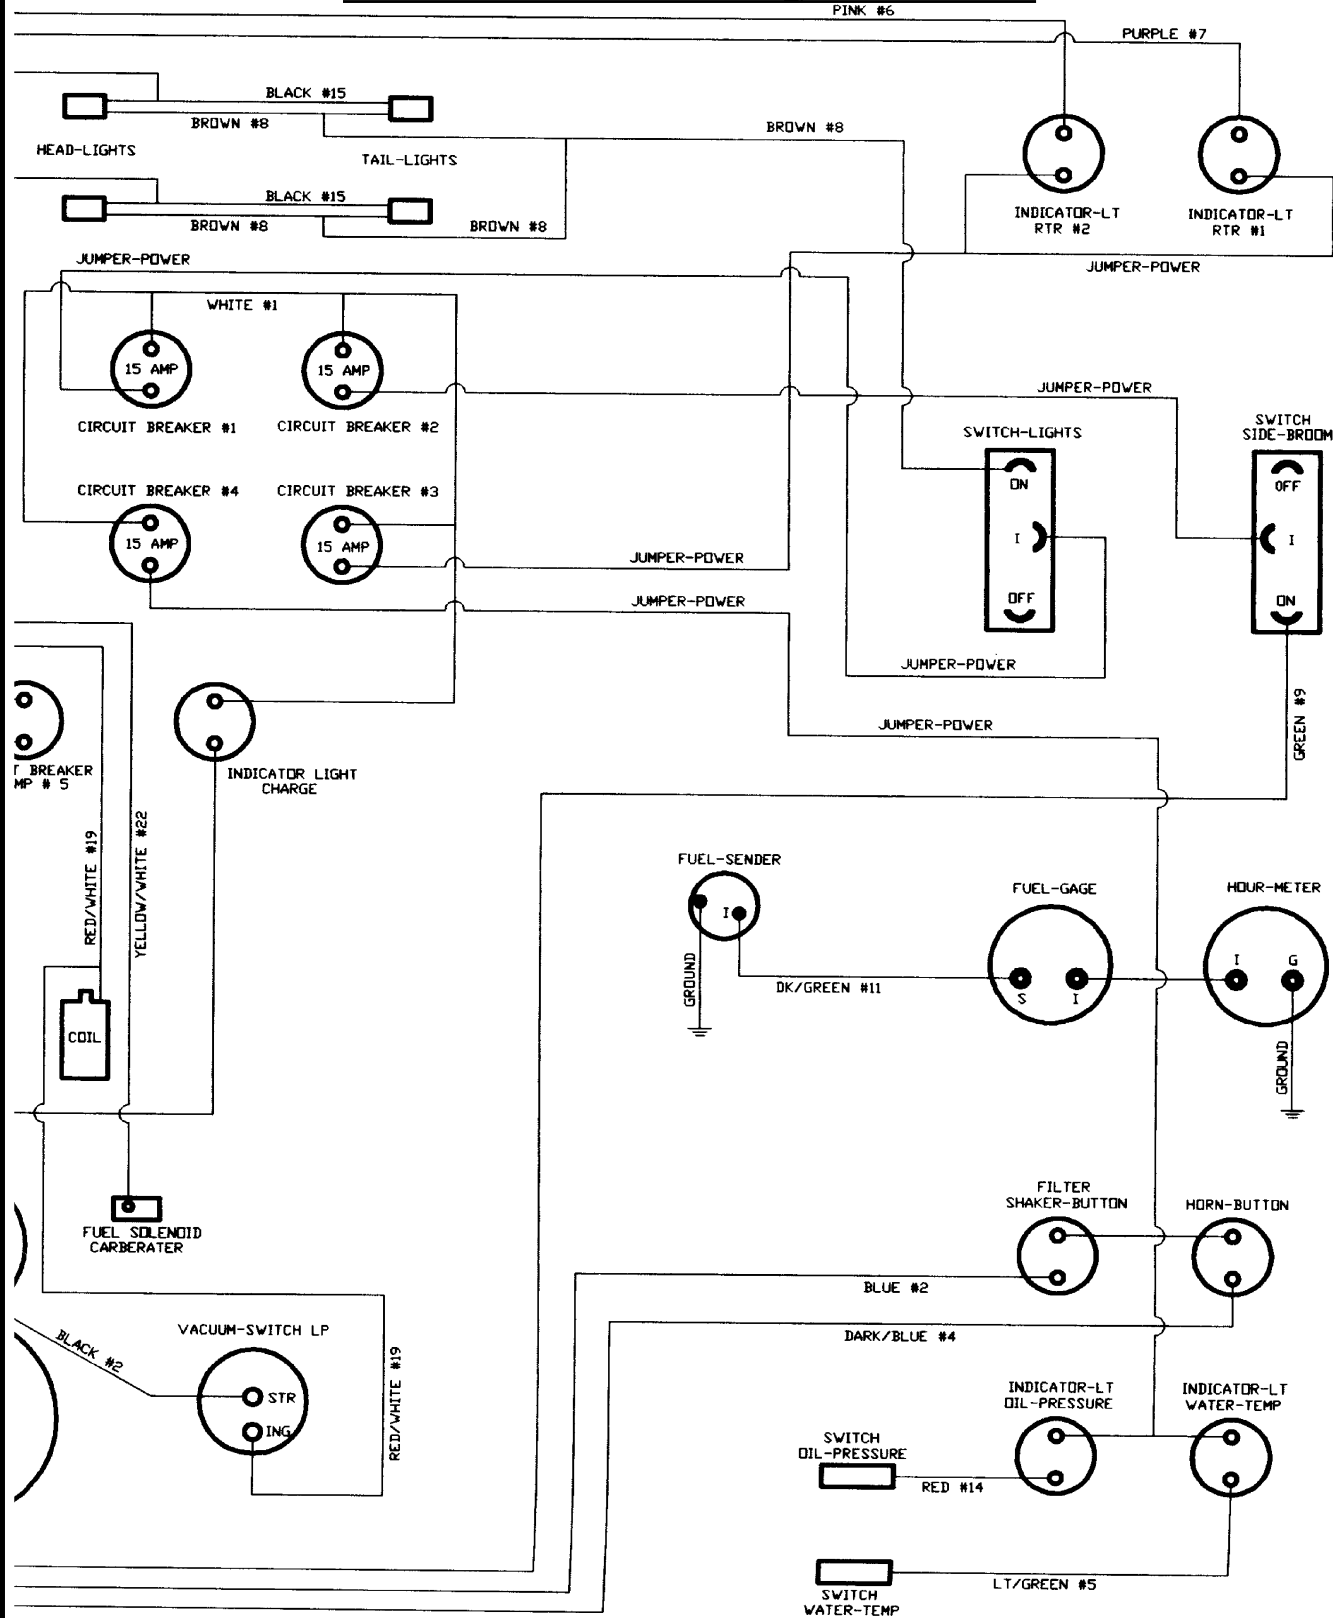 PINK #6
PURPLE #7
BLACK #15
BROWN #8
BROWN #8
HEAD-LIGHTS
TAIL-LIGHTS
BLACK #15
BROWN #8
BROWN #8
INDICATOR-LT
RTR #2
INDICATOR-LT
RTR #1
JUMPER-POWER
JUMPER-POWER
WHITE #1
15 AMP
15 AMP
JUMPER-POWER
CIRCUIT BREAKER #1
CIRCUIT BREAKER #2
SWITCH-LIGHTS
SWITCH
SIDE-BROOM
ON
I
OFF
OFF
I
ON
CIRCUIT BREAKER #4
CIRCUIT BREAKER #3
15 AMP
15 AMP
JUMPER-POWER
JUMPER-POWER
JUMPER-POWER
GREEN #9
JUMPER-POWER
T BREAKER
MP # 5
INDICATOR LIGHT
CHARGE
RED/WHITE #19
YELLOW/WHITE #22
FUEL-SENDER
I
GROUND
DK/GREEN #11
FUEL-GAGE
S
I
HOUR-METER
I
G
GROUND
COIL
FUEL SOLENOID
CARBERATER
FILTER
SHAKER-BUTTON
HORN-BUTTON
BLUE #2
DARK/BLUE #4
BLACK #2
VACUUM-SWITCH LP
STR
ING
RED/WHITE #19
INDICATOR-LT
OIL-PRESSURE
INDICATOR-LT
WATER-TEMP
SWITCH
OIL-PRESSURE
RED #14
LT/GREEN #5
SWITCH
WATER-TEMP